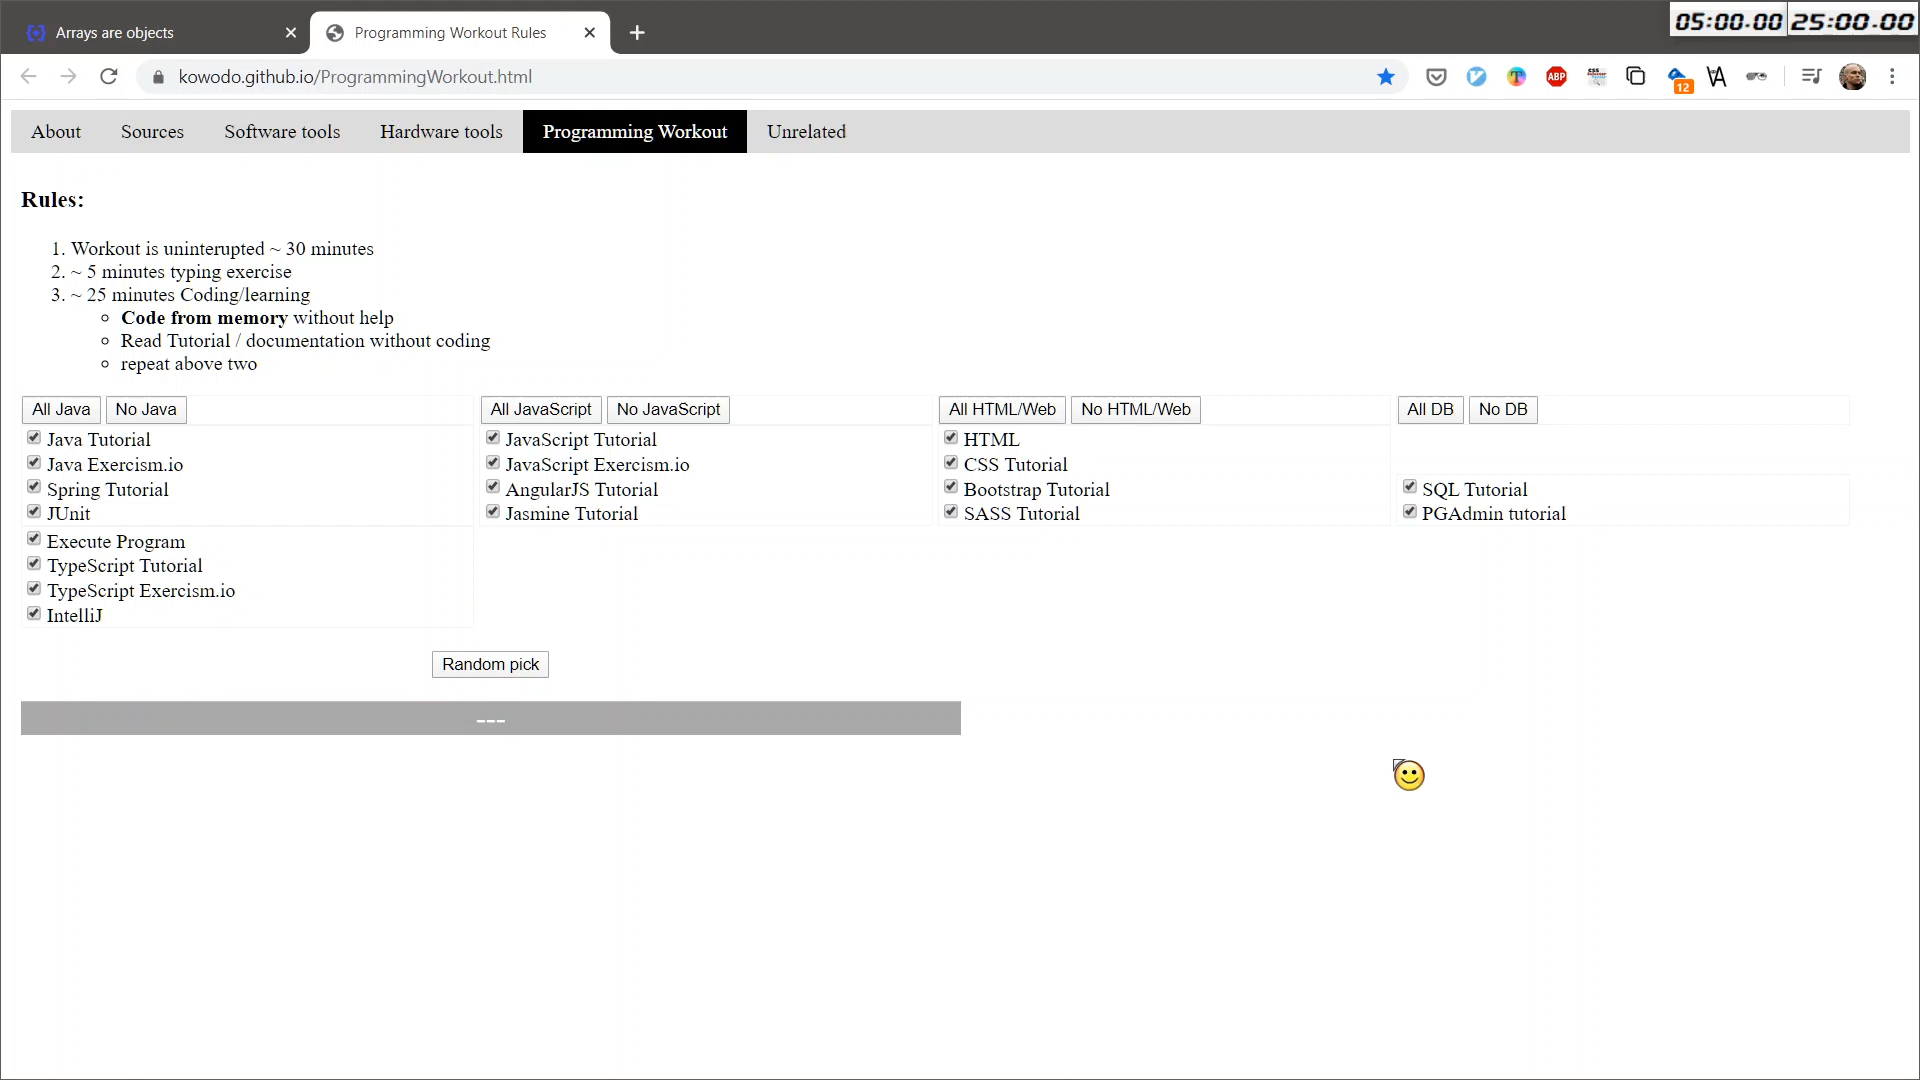 Arrays are objects
Programming Workout Rules
05:00.00 25:00.00
kowodo.github.io/ProgrammingWorkout.html
ABP
12
About Sources Software tools Hardware tools Programming Workout Unrelated
Rules:
1. Workout is uninterupted ~ 30 minutes
2. ~ 5 minutes typing exercise
3. ~ 25 minutes Coding/learning
Code from memory without help
Read Tutorial / documentation without coding
repeat above two
All Java No Java
Java Tutorial
Java Exercism.io
Spring Tutorial
JUnit
All JavaScript No JavaScript
JavaScript Tutorial
JavaScript Exercism.io
AngularJS Tutorial
Jasmine Tutorial
All HTML/Web No HTML/Web
HTML
CSS Tutorial
Bootstrap Tutorial
SASS Tutorial
All DB No DB
SQL Tutorial
PGAdmin tutorial
Execute Program
TypeScript Tutorial
TypeScript Exercism.io
IntelliJ
Random pick
---